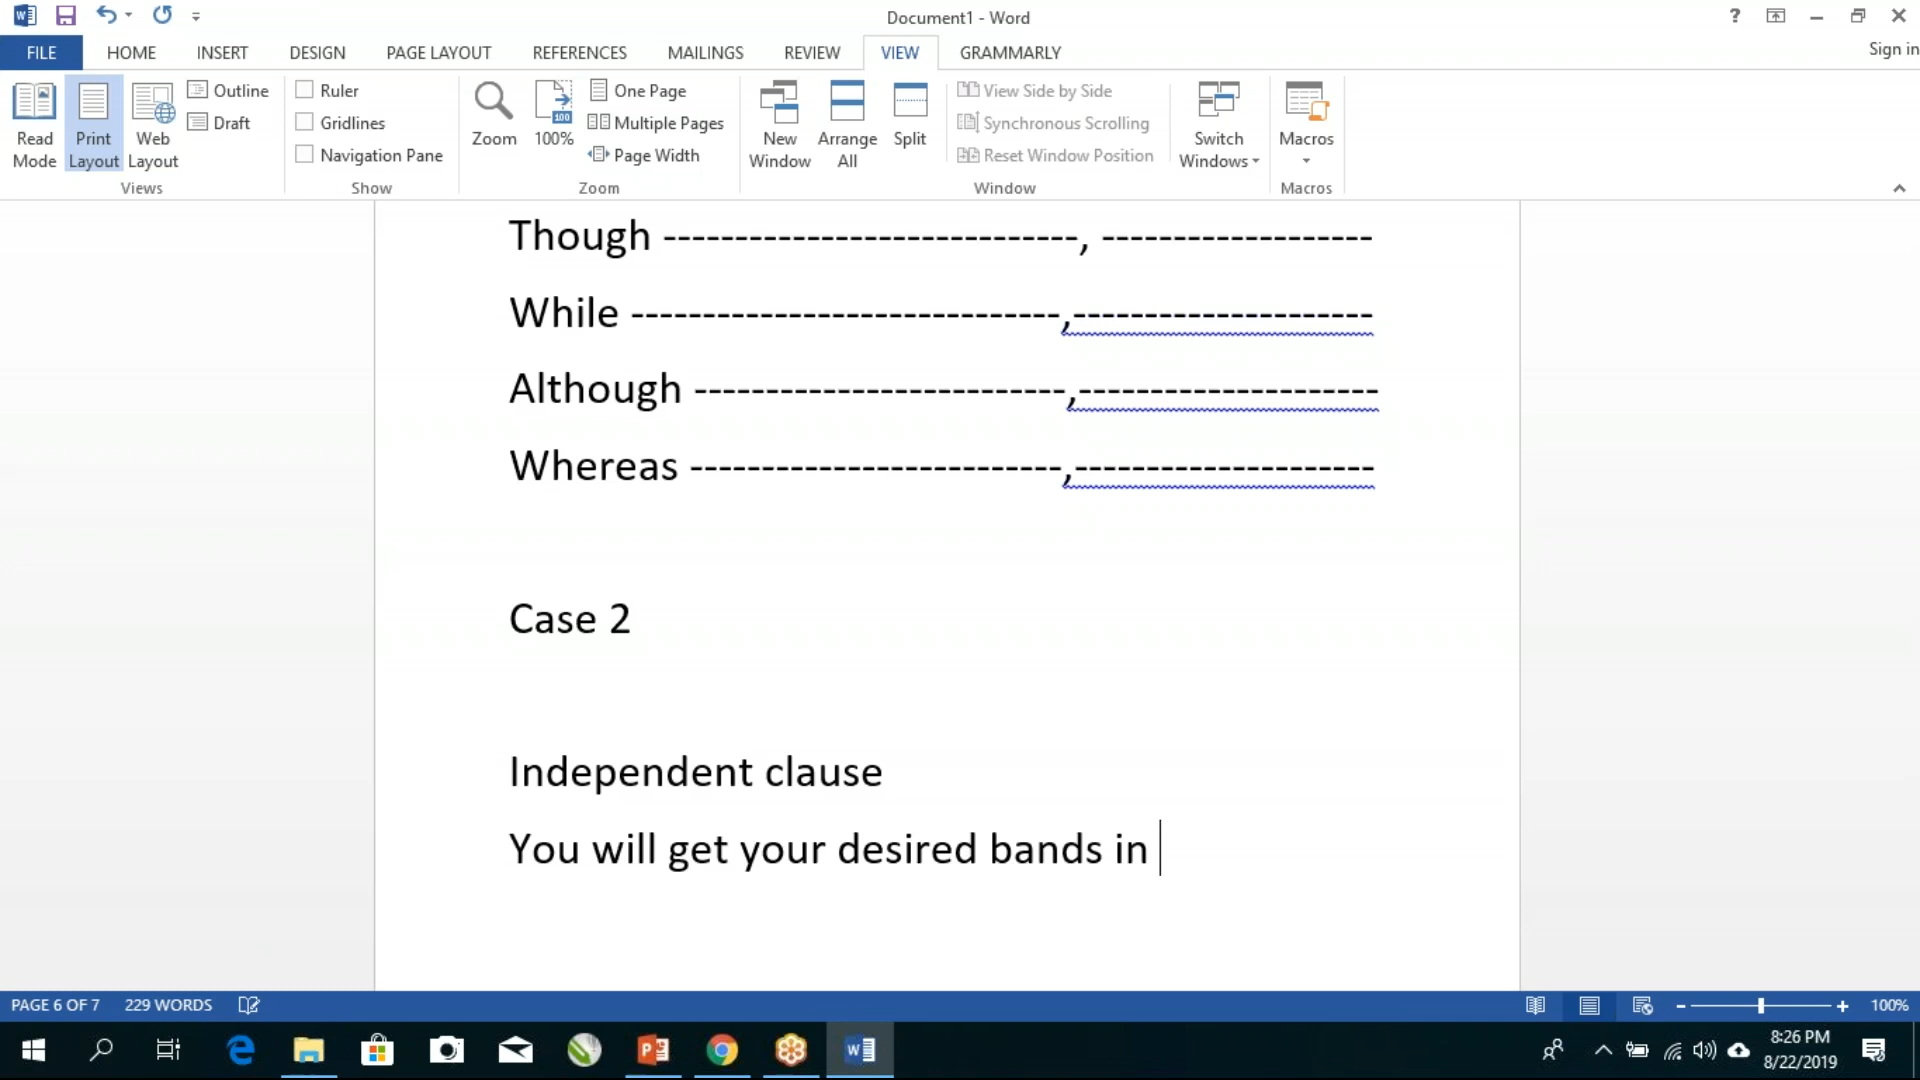 Document1 - Word
?
FILE HOME INSERT DESIGN PAGE LAYOUT REFERENCES MAILINGS REVIEW VIEW GRAMMARLY Sign in
Read Mode
Print Layout
Web Layout
Outline
Draft
Views
Ruler
Gridlines
Navigation Pane
Show
Zoom
100%
One Page
Multiple Pages
Page Width
Zoom
New Window
Arrange All
Split
View Side by Side
Synchronous Scrolling
Reset Window Position
Window
Switch Windows
Macros
Macros
Though -----------------------------, -------------------
While ------------------------------,---------------------
Although --------------------------,---------------------
Whereas --------------------------,---------------------
Case 2
Independent clause
You will get your desired bands in
PAGE 6 OF 7 229 WORDS 100%
8:26 PM
8/22/2019